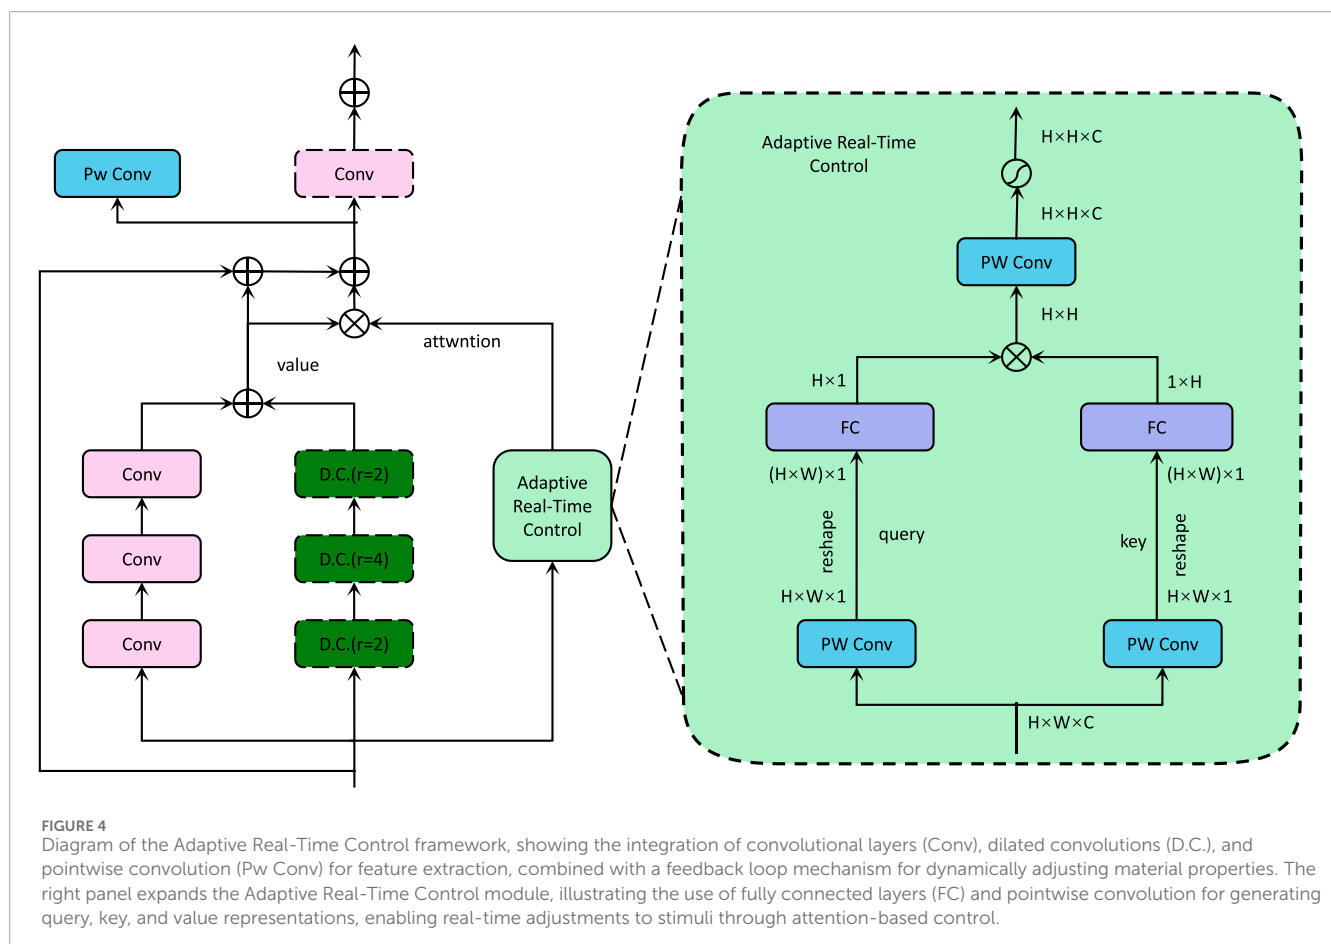 Pw Conv
Conv
attwntion
value
Conv
D.C.(r=2)
Conv
D.C.(r=4)
Conv
D.C.(r=2)
Adaptive
Real-Time
Control
Adaptive Real-Time
Control
H×H×C
H×H×C
PW Conv
H×H
H×1
1×H
FC
FC
(H×W)×1
(H×W)×1
reshape
query
key
reshape
H×W×1
H×W×1
PW Conv
PW Conv
H×W×C
FIGURE 4
Diagram of the Adaptive Real-Time Control framework, showing the integration of convolutional layers (Conv), dilated convolutions (D.C.), and
pointwise convolution (Pw Conv) for feature extraction, combined with a feedback loop mechanism for dynamically adjusting material properties. The
right panel expands the Adaptive Real-Time Control module, illustrating the use of fully connected layers (FC) and pointwise convolution for generating
query, key, and value representations, enabling real-time adjustments to stimuli through attention-based control.